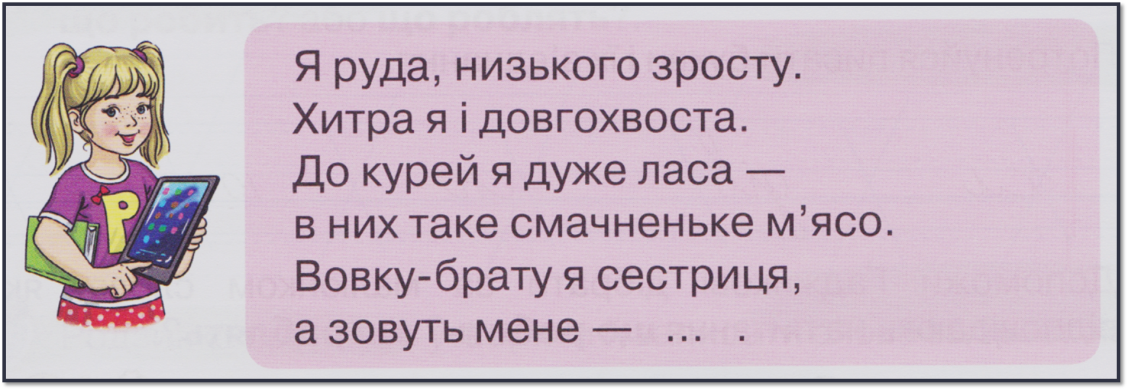 Я руда, низького зросту.
Хитра я і довгохвоста.
До курей я дуже ласа —
в них таке смачненьке м’ясо.
Вовку-брату я сестриця,
а зовуть мене — ... .
Р